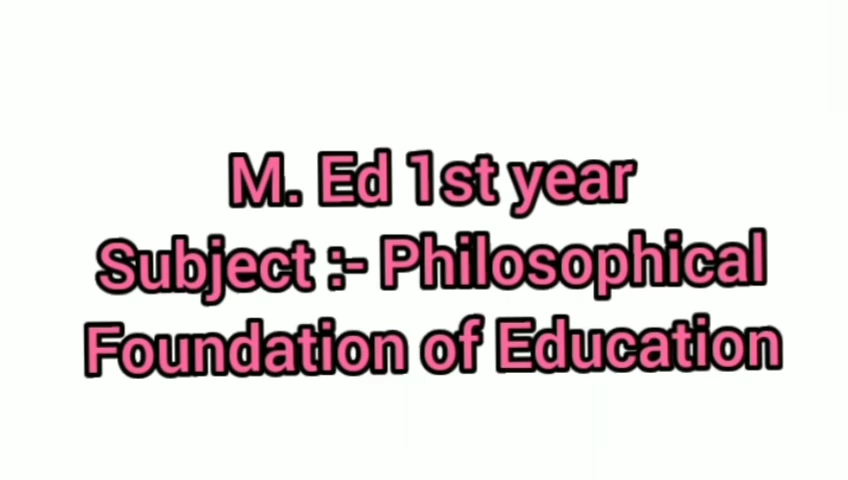 M. Ed 1st year
Subject :- Philosophical
Foundation of Education